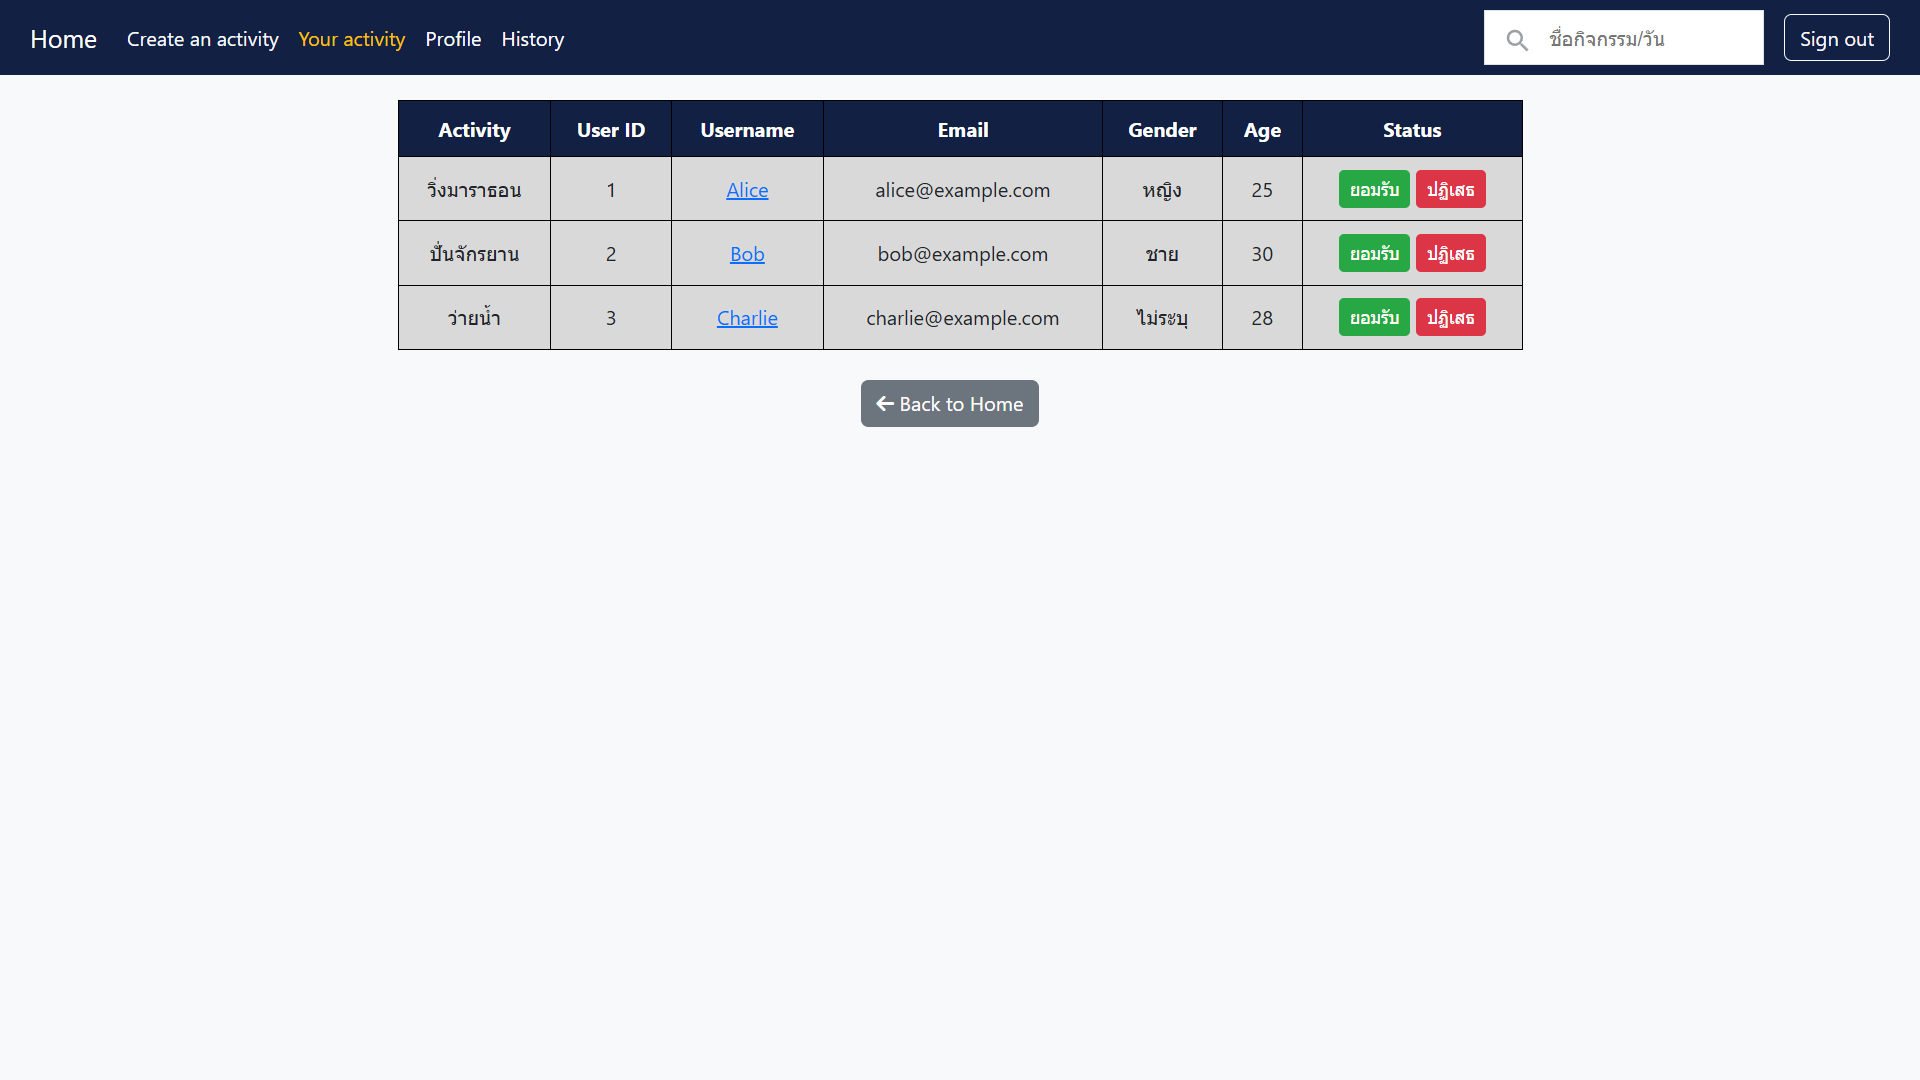 Home Create an activity Your activity Profile History ชื่อกิจกรรม/วัน Sign out
Activity User ID Username Email Gender Age Status
วิ่งมาราธอน 1 Alice alice@example.com หญิง 25 ยอมรับ ปฏิเสธ
ปั่นจักรยาน 2 Bob bob@example.com ชาย 30 ยอมรับ ปฏิเสธ
ว่ายน้ำ 3 Charlie charlie@example.com ไม่ระบุ 28 ยอมรับ ปฏิเสธ
Back to Home